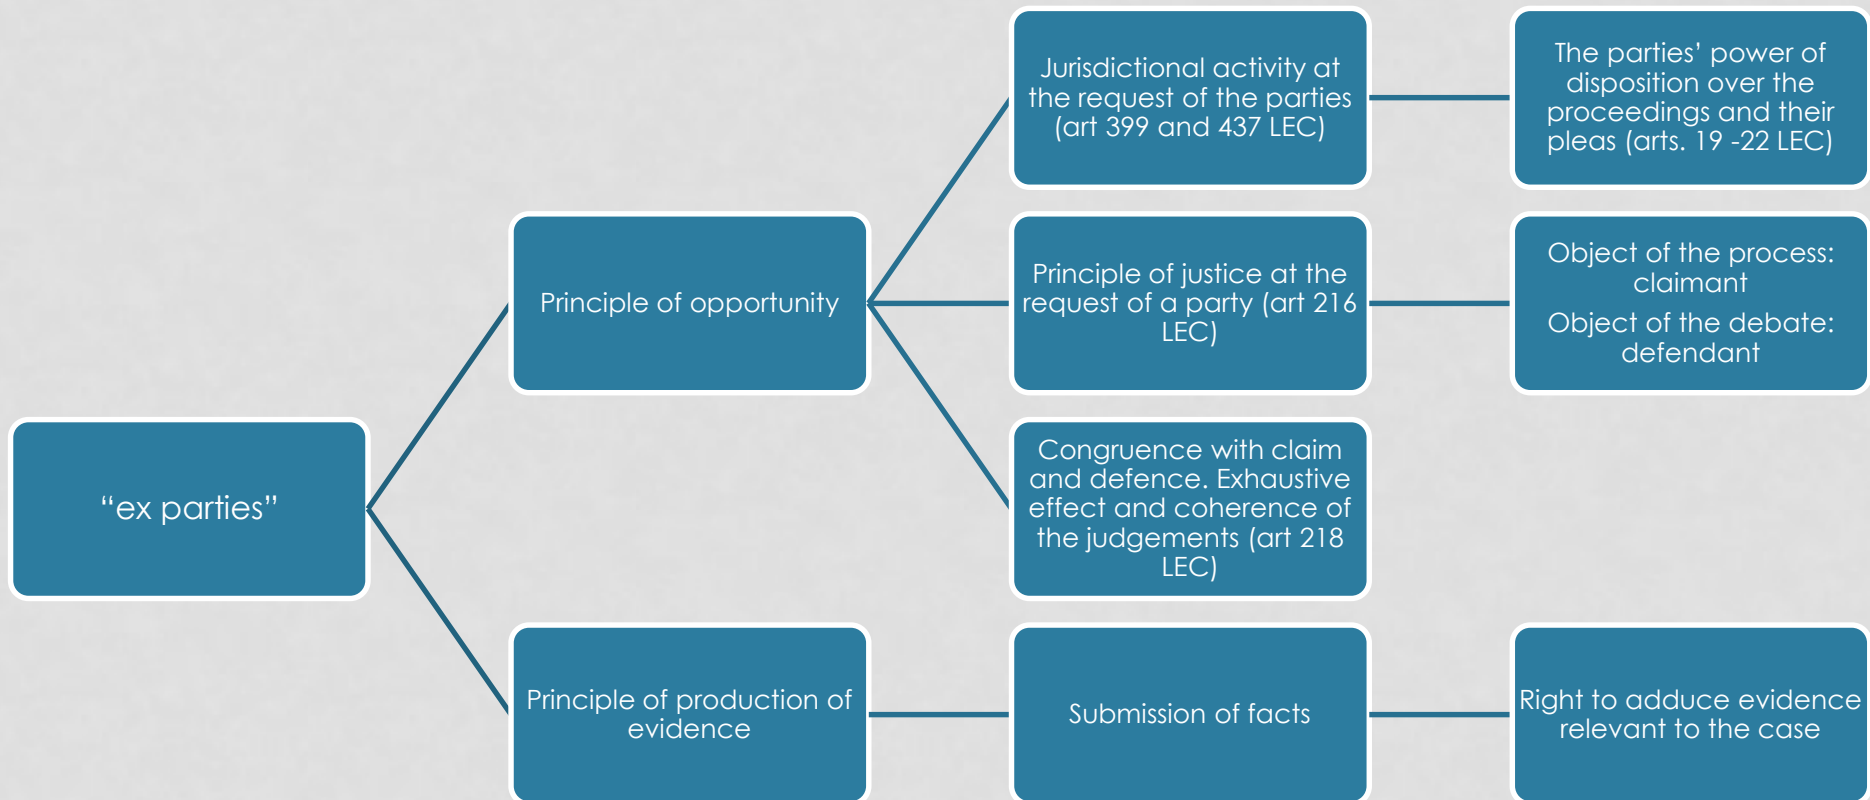 “ex parties”
Principle of opportunity
Jurisdictional activity at
the request of the parties
(art 399 and 437 LEC)
The parties’ power of
disposition over the
proceedings and their
pleas (arts. 19 -22 LEC)
Principle of justice at the
request of a party (art 216
LEC)
Object of the process:
claimant
Object of the debate:
defendant
Congruence with claim
and defence. Exhaustive
effect and coherence of
the judgements (art 218
LEC)
Principle of production of
evidence
Submission of facts
Right to adduce evidence
relevant to the case